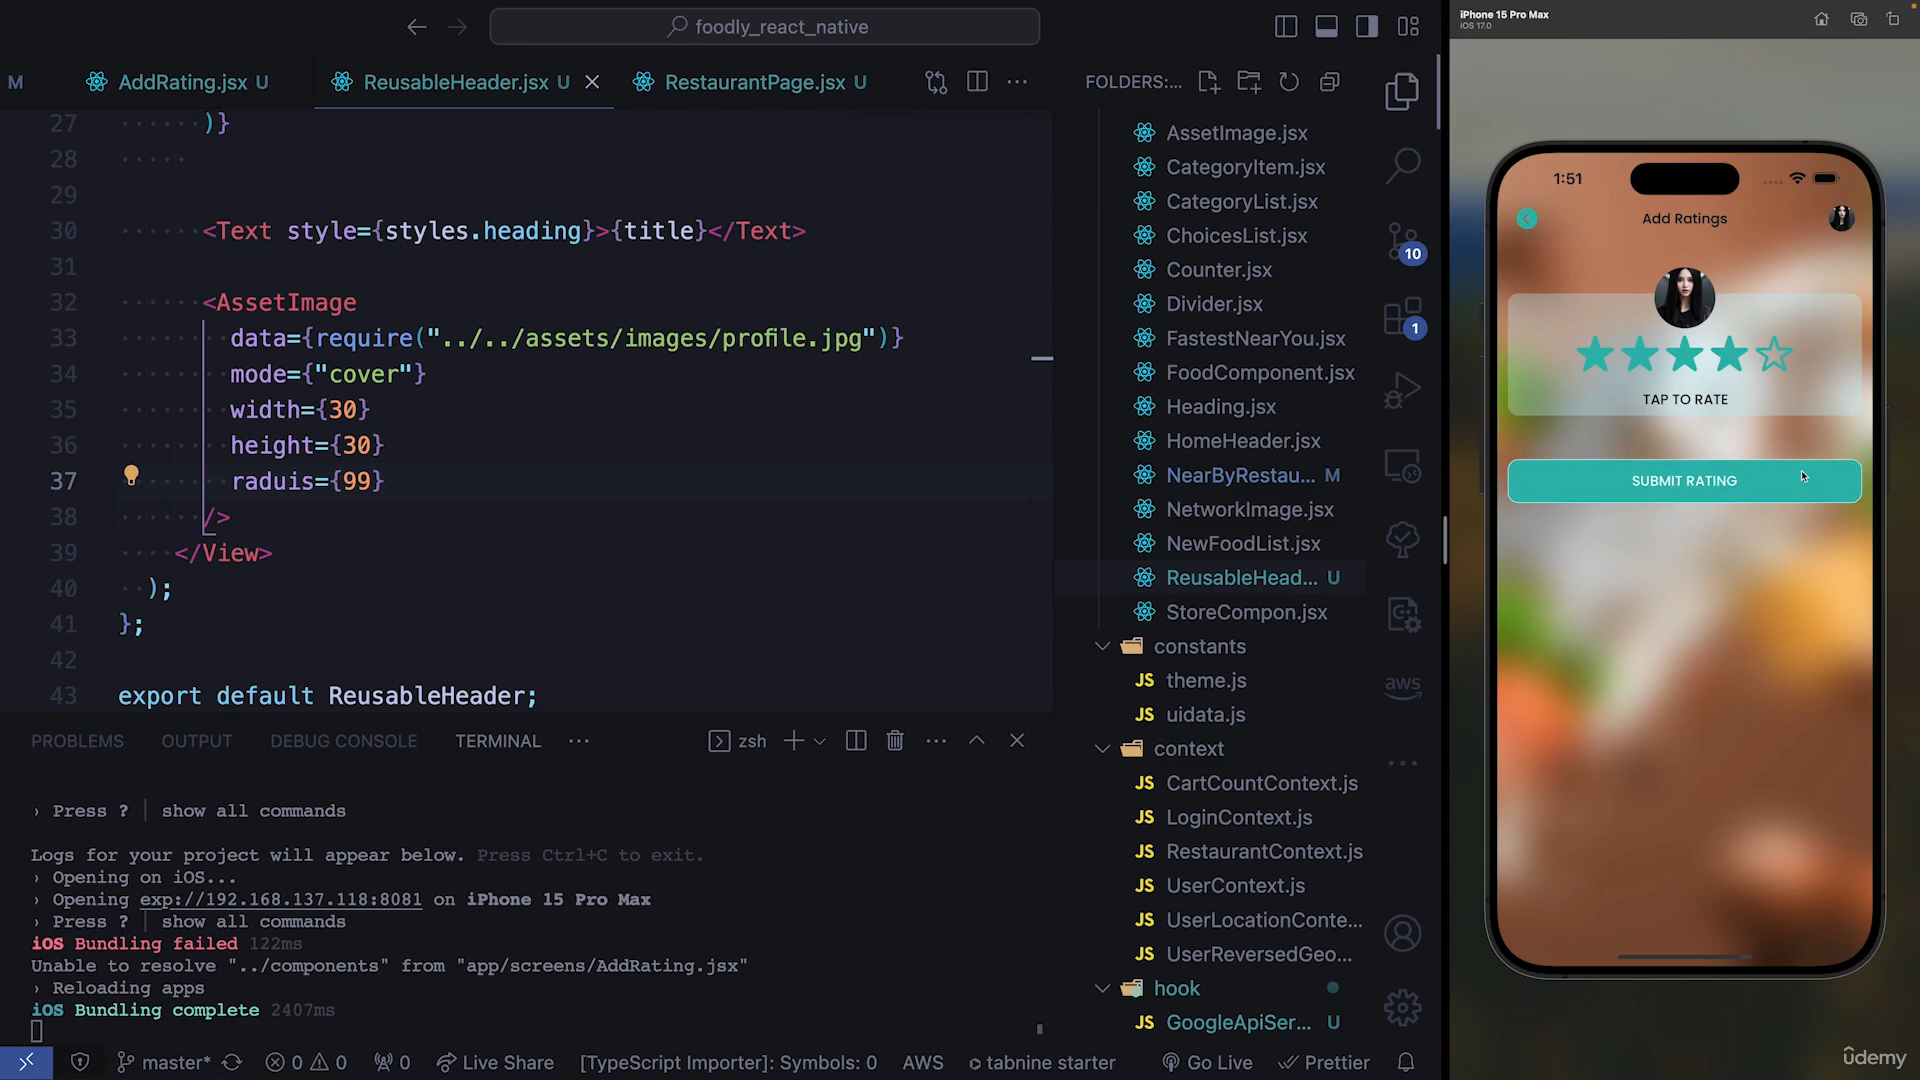 foodly_react_native
M
AddRating.jsx U
ReusableHeader.jsx U
RestaurantPage.jsx U
27 )}
28
29
30 <Text style={styles.heading}>{title}</Text>
31
32 <AssetImage
33 data={require("../../assets/images/profile.jpg")}
34 mode={"cover"}
35 width={30}
36 height={30}
37 raduis={99}
38 />
39 </View>
40 );
41 };
42
43 export default ReusableHeader;
PROBLEMS OUTPUT DEBUG CONSOLE TERMINAL ···
zsh
› Press ? │ show all commands
Logs for your project will appear below. Press Ctrl+C to exit.
› Opening on iOS...
› Opening exp://192.168.137.118:8081 on iPhone 15 Pro Max
› Press ? │ show all commands
iOS Bundling failed 122ms
Unable to resolve "../components" from "app/screens/AddRating.jsx"
› Reloading apps
iOS Bundling complete 2407ms
FOLDERS:...
AssetImage.jsx
CategoryItem.jsx
CategoryList.jsx
ChoicesList.jsx
Counter.jsx
Divider.jsx
FastestNearYou.jsx
FoodComponent.jsx
Heading.jsx
HomeHeader.jsx
NearByRestau... M
NetworkImage.jsx
NewFoodList.jsx
ReusableHead... U
StoreCompon.jsx
constants
JS theme.js
JS uidata.js
context
JS CartCountContext.js
JS LoginContext.js
JS RestaurantContext.js
JS UserContext.js
JS UserLocationConte...
JS UserReversedGeo...
hook
JS GoogleApiSer... U
10
1
aws
master* 0 0 0 Live Share [TypeScript Importer]: Symbols: 0 AWS tabnine starter Go Live Prettier
iPhone 15 Pro Max
iOS 17.0
1:51
Add Ratings
TAP TO RATE
SUBMIT RATING
ûdemy